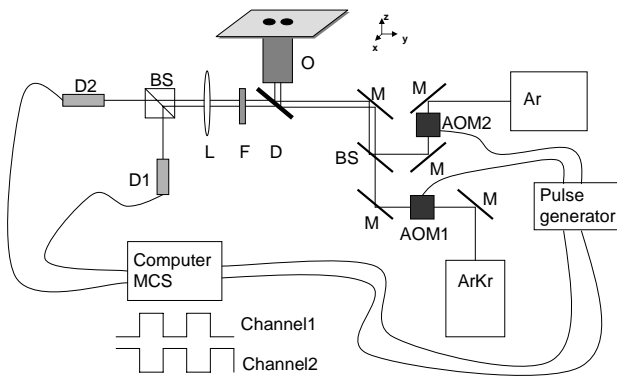 z
x
y
O
D2
BS
L
F
D
M
M
Ar
AOM2
BS
M
D1
M
M
AOM1
Pulse
generator
Computer
MCS
ArKr
Channel1
Channel2